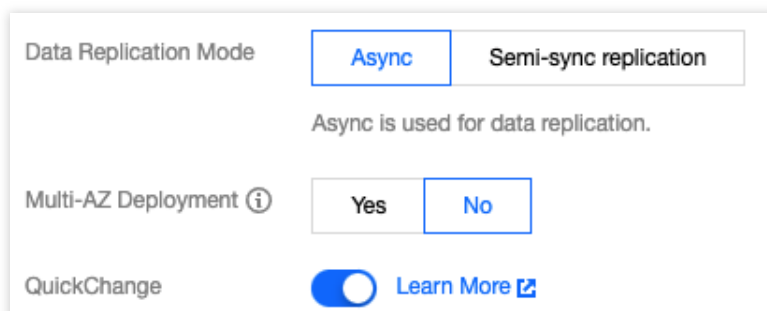 Data Replication Mode
Async
Semi-sync replication
Async is used for data replication.
Multi-AZ Deployment
Yes
No
QuickChange
Learn More